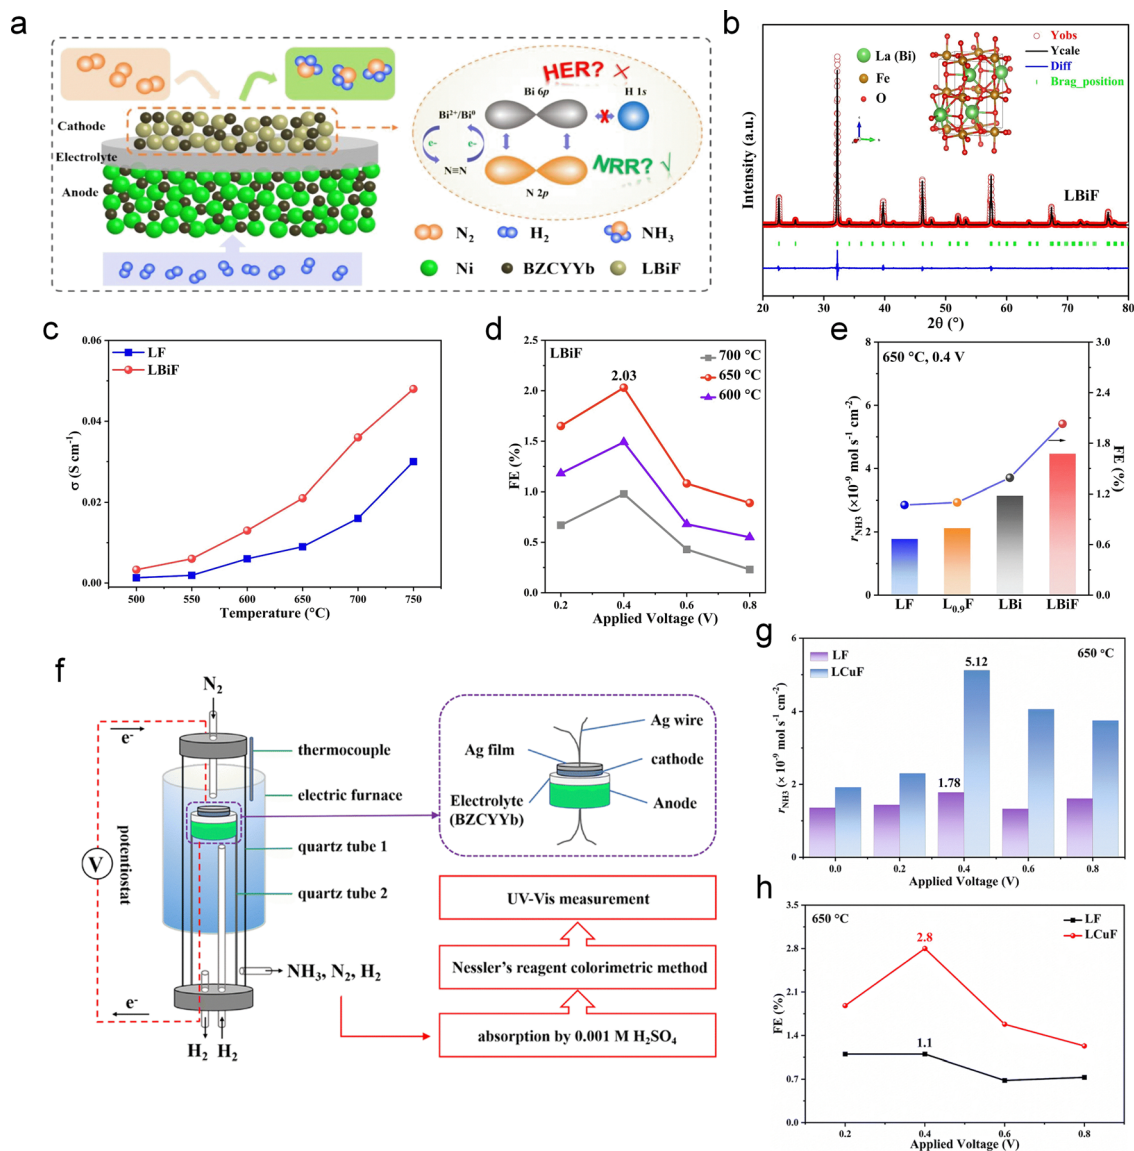 a
Cathode
Electrolyte
Anode
HER? ×
Bi 6p
H 1s
Bi²⁺/Bi⁰
e-
e-
N≡N
NRR? √
N 2p
N₂
H₂
NH₃
Ni
BZCYYb
LBiF
b
Yobs
Ycale
Diff
Brag_position
La (Bi)
Fe
O
Intensity (a.u.)
LBiF
20 30 40 50 60 70 80
2θ (°)
c
LF
LBiF
0.06
0.04
0.02
0.00
σ (S cm⁻¹)
500 550 600 650 700 750
Temperature (°C)
d
LBiF
700 °C
650 °C
600 °C
2.03
2.5
2.0
1.5
1.0
0.5
0.0
FE (%)
0.2 0.4 0.6 0.8
Applied Voltage (V)
e
650 °C, 0.4 V
8
6
4
2
0
r_NH3 (×10⁻⁹ mol s⁻¹ cm⁻²)
3.0
2.4
1.8
1.2
0.6
0.0
FE (%)
LF L₀.₉F LBi LBiF
f
N₂
e⁻
thermocouple
electric furnace
quartz tube 1
quartz tube 2
potentiostat
V
e⁻
NH₃, N₂, H₂
H₂ H₂
Ag wire
Ag film
cathode
Electrolyte
(BZCYYb)
Anode
UV-Vis measurement
Nessler's reagent colorimetric method
absorption by 0.001 M H₂SO₄
g
LF
LCuF
650 °C
5.12
1.78
6
4
2
0
r_NH3 (× 10⁻⁹ mol s⁻¹ cm⁻²)
0.0 0.2 0.4 0.6 0.8
Applied Voltage (V)
h
650 °C
LF
LCuF
2.8
1.1
3.5
2.8
2.1
1.4
0.7
0.0
FE (%)
0.2 0.4 0.6 0.8
Applied Voltage (V)